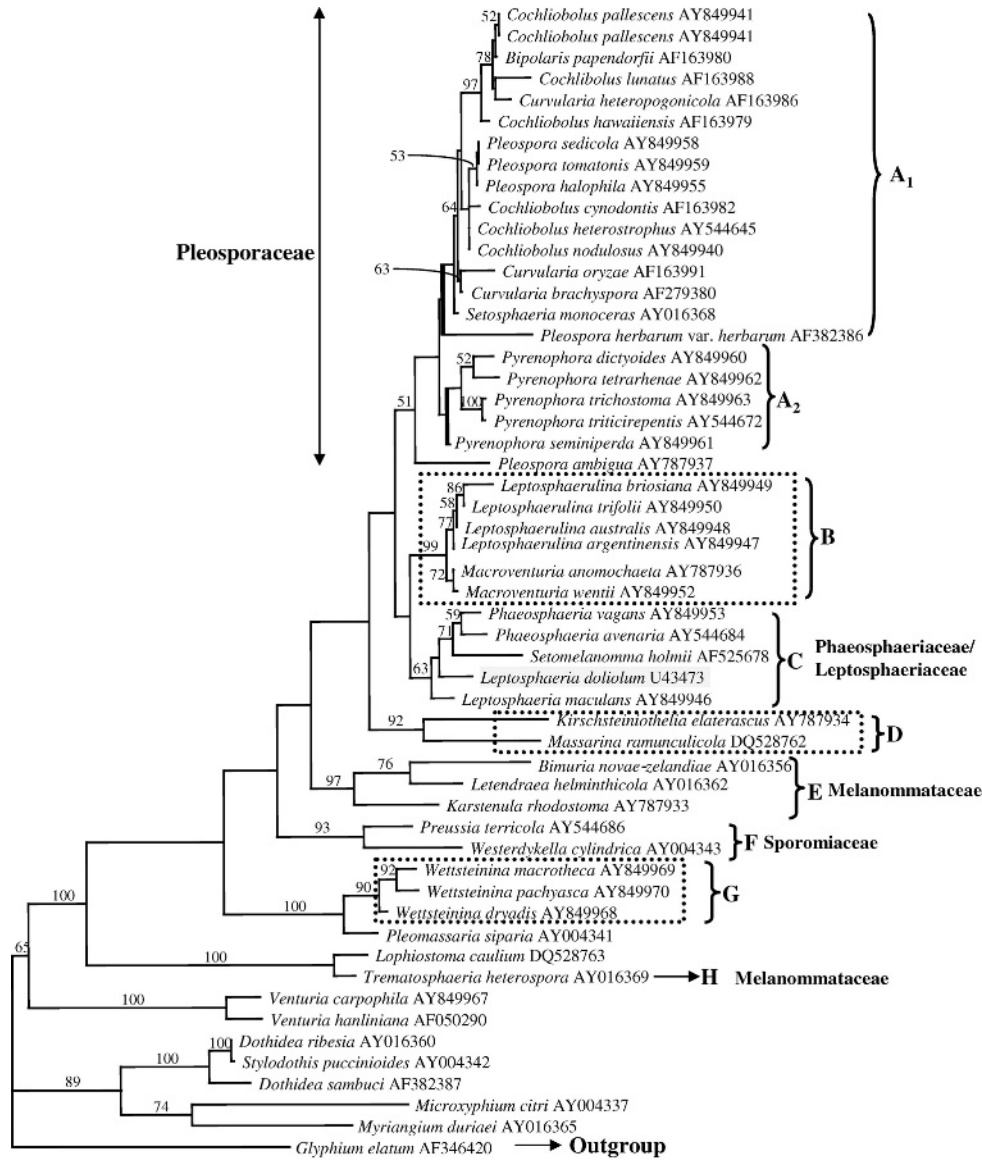 52 Cochliobolus pallescens AY849941
Cochliobolus pallescens AY849941
78 Bipolaris papendorfii AF163980
Cochlibolus lunatus AF163988
97 Curvularia heteropogonicola AF163986
Cochliobolus hawaiiensis AF163979
Pleospora sedicola AY849958
53 Pleospora tomatonis AY849959
A1
Pleospora halophila AY849955
64 Cochliobolus cynodontis AF163982
Cochliobolus heterostrophus AY544645
Pleosporaceae
Cochliobolus nodulosus AY849940
63 Curvularia oryzae AF163991
Curvularia brachyspora AF279380
Setosphaeria monoceras AY016368
Pleospora herbarum var. herbarum AF382386
52 Pyrenophora dictyoides AY849960
Pyrenophora tetrarhenae AY849962
51 100 Pyrenophora trichostoma AY849963 A2
Pyrenophora triticirepentis AY544672
Pyrenophora seminiperda AY849961
Pleospora ambigua AY787937
86 Leptosphaerulina briosiana AY849949
58 Leptosphaerulina trifolii AY849950
77 Leptosphaerulina australis AY849948
B
99 Leptosphaerulina argentinensis AY849947
72 Macroventuria anomochaeta AY787936
Macroventuria wentii AY849952
59 Phaeosphaeria vagans AY849953
71 Phaeosphaeria avenaria AY544684
Setomelanomma holmii AF525678 C Phaeosphaeriaceae/
Leptosphaeriaceae
63 Leptosphaeria doliolum U43473
Leptosphaeria maculans AY849946
92 Kirschsteiniothelia elaterascus AY787934
D
Massarina ramunculicola DQ528762
76 Bimuria novae-zelandiae AY016356
97 Letendraea helminthicola AY016362
E Melanommataceae
Karstenula rhodostoma AY787933
93 Preussia terricola AY544686
F Sporomiaceae
Westerdykella cylindrica AY004343
92 Wettsteinina macrotheca AY849969
90 Wettsteinina pachyasca AY849970
G
100 100 Wettsteinina dryadis AY849968
Pleomassaria siparia AY004341
65 100 Lophiostoma caulium DQ528763
Trematosphaeria heterospora AY016369 H Melanommataceae
100 Venturia carpophila AY849967
Venturia hanliniana AF050290
100 Dothidea ribesia AY016360
100 Stylodothis puccinioides AY004342
89 Dothidea sambuci AF382387
74 Microxyphium citri AY004337
Myriangium duriaei AY016365
Glyphium elatum AF346420 Outgroup